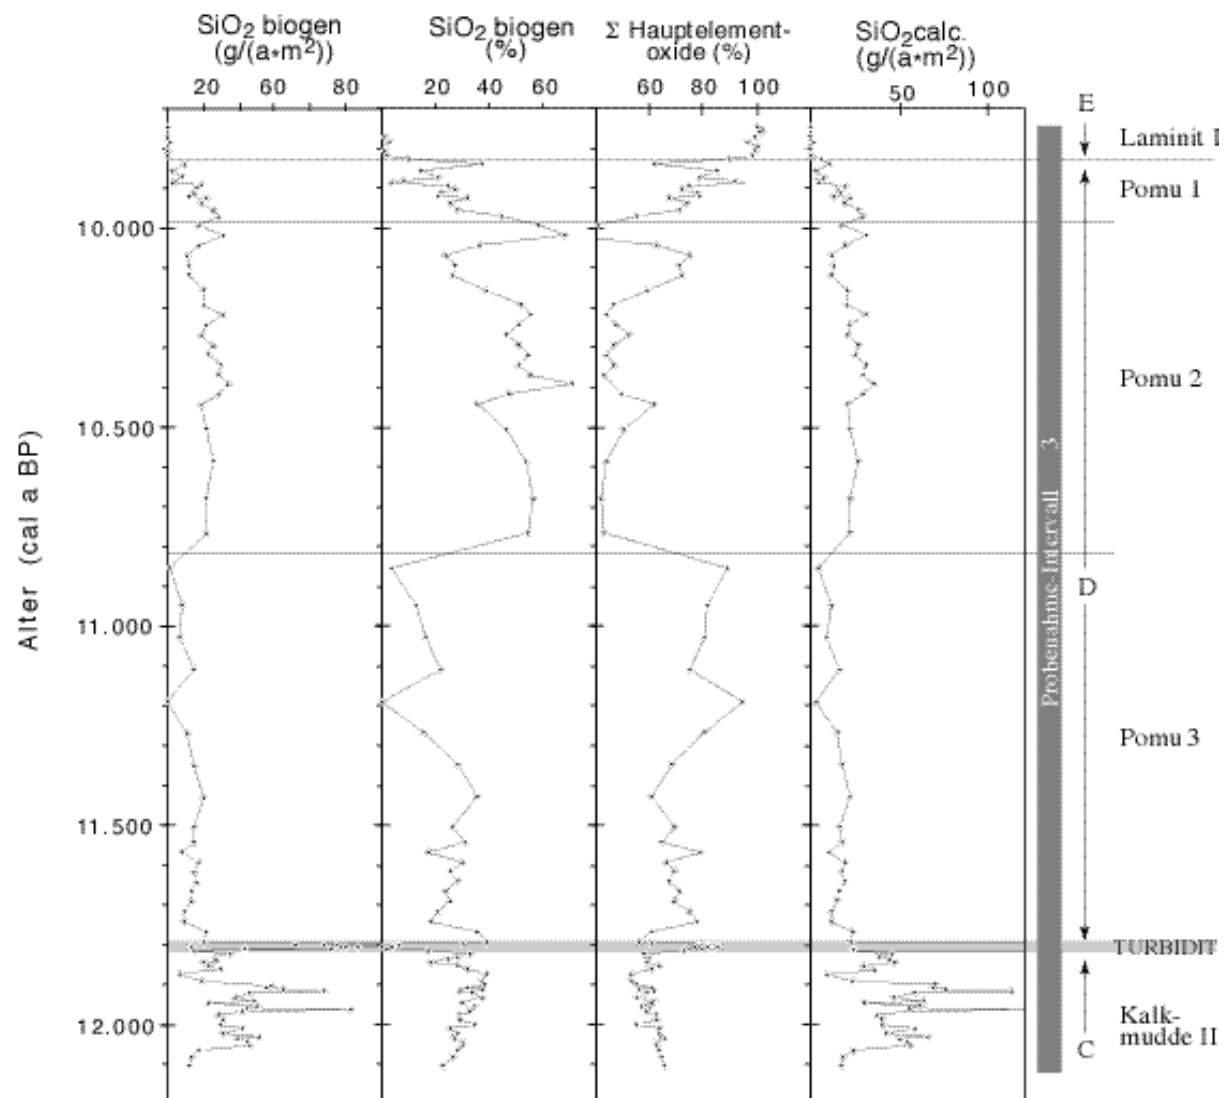 SiO2 biogen
(g/(a*m2))
SiO2 biogen
(%)
Σ Hauptelement-
oxide (%)
SiO2calc.
(g/(a*m2))
20 40 80
20 40 60
60 80 100
50 100
E
Laminit I
Pomu 1
10.000
Pomu 2
10.500
Alter (cal a BP)
Probenahme-Intervall 3
D
11.000
Pomu 3
11.500
TURBIDIT
12.000
Kalk-
mudde II
C